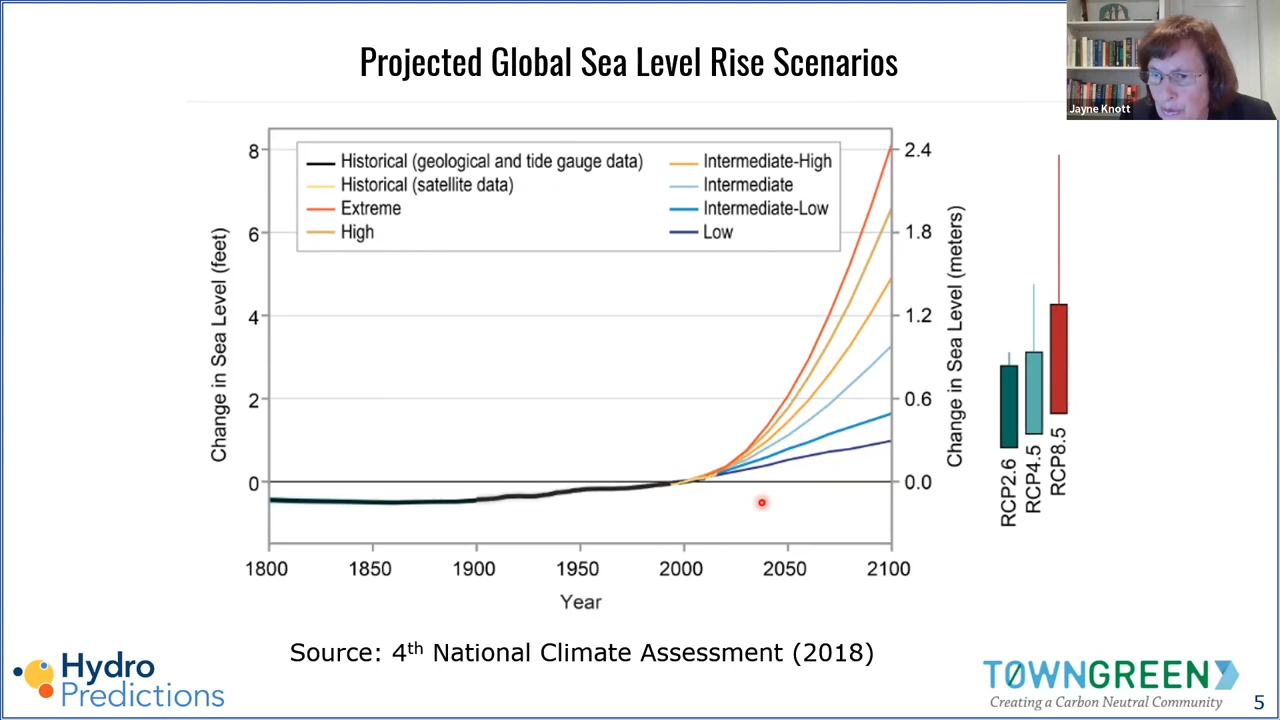 Projected Global Sea Level Rise Scenarios
Jayne Knott
Historical (geological and tide gauge data)
Historical (satellite data)
Extreme
High
Intermediate-High
Intermediate
Intermediate-Low
Low
Change in Sea Level (feet)
8
6
4
2
0
2.4
1.8
1.2
0.6
0.0
Change in Sea Level (meters)
RCP2.6
RCP4.5
RCP8.5
1800 1850 1900 1950 2000 2050 2100
Year
Source: 4th National Climate Assessment (2018)
Hydro
Predictions
TOWNGREEN
Creating a Carbon Neutral Community
5